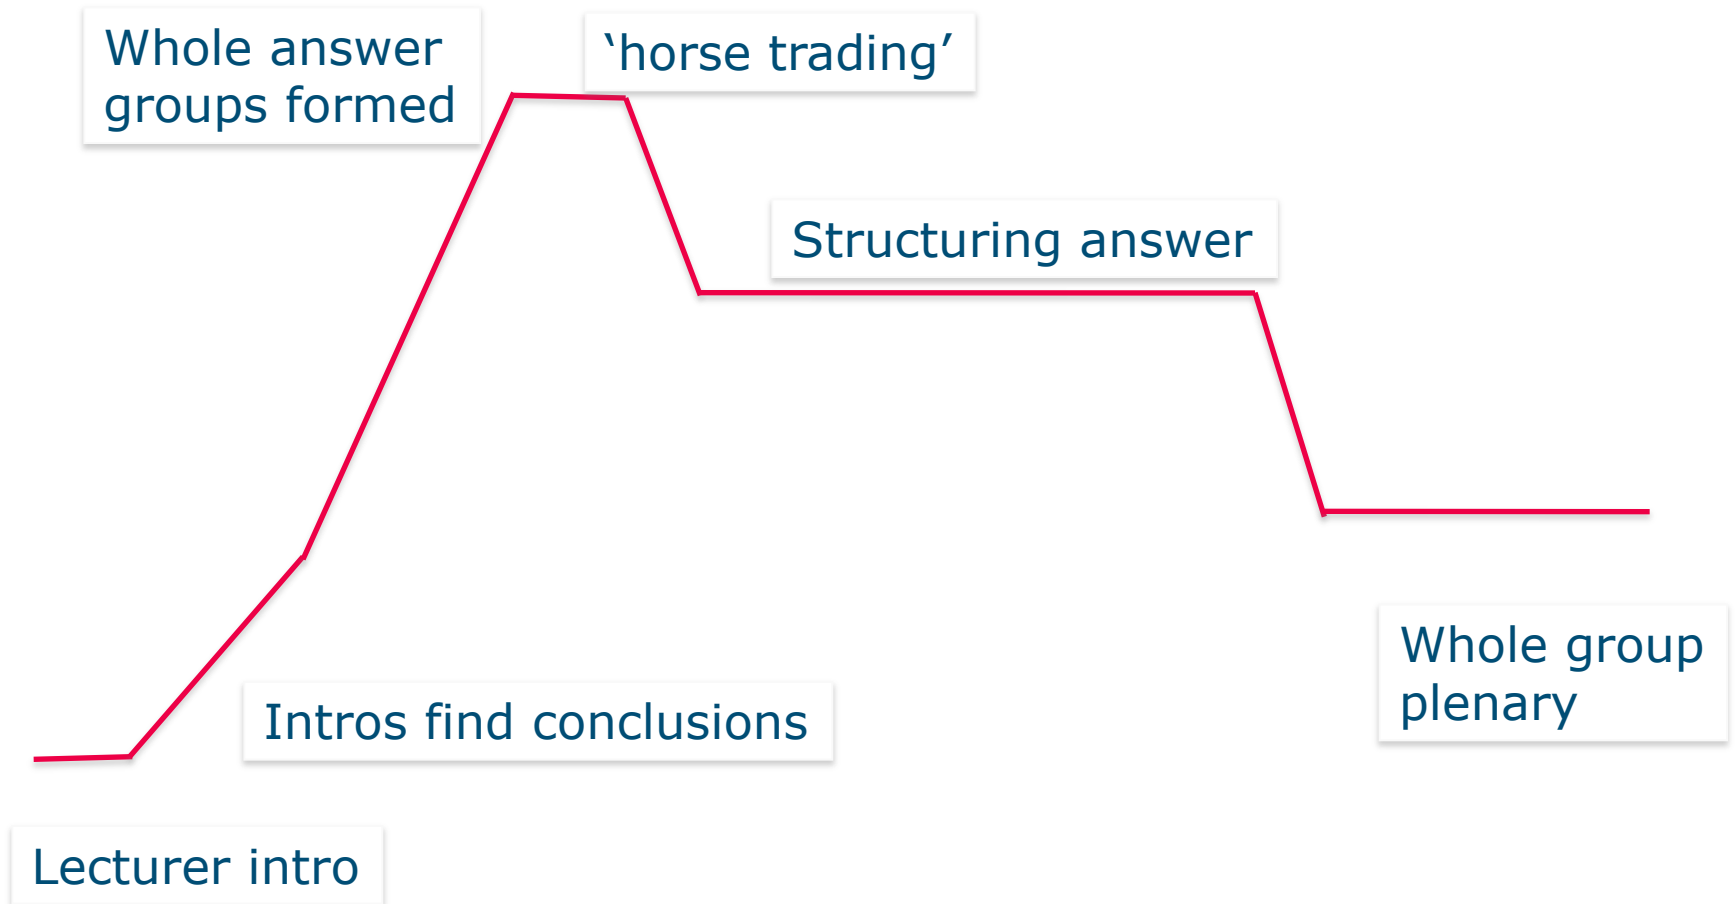 Whole answer
groups formed
‘horse trading’
Structuring answer
Intros find conclusions
Whole group
plenary
Lecturer intro